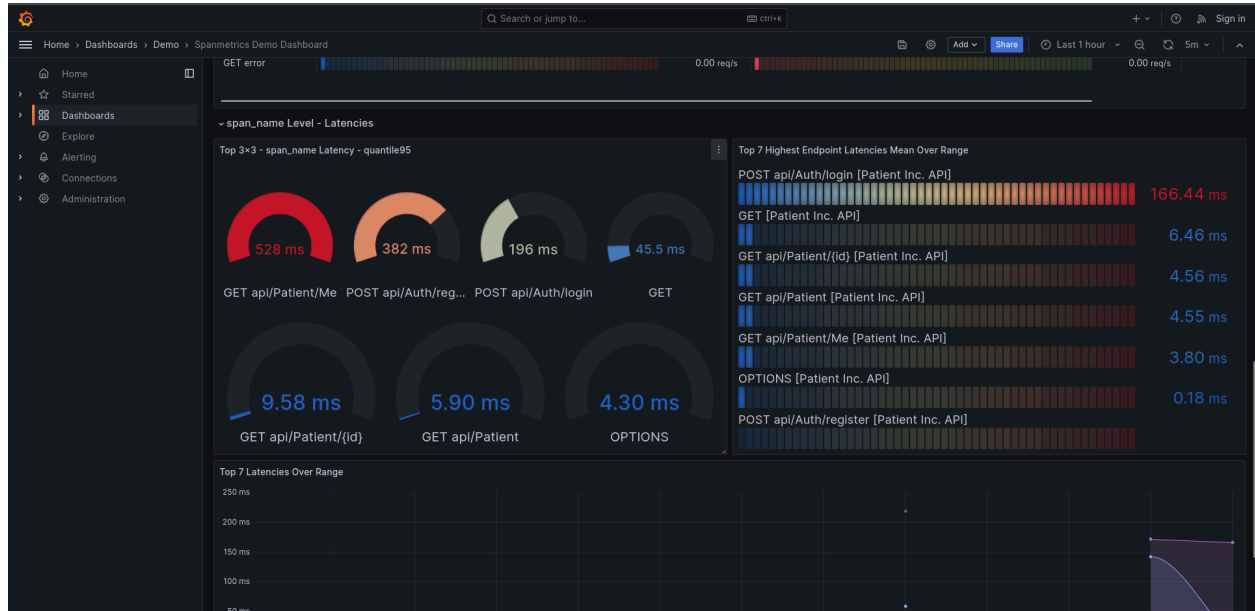 Search or jump to...
ctrl+k
Sign in
Home › Dashboards › Demo › Spanmetrics Demo Dashboard
Add
Share
Last 1 hour
5m
Home
Starred
Dashboards
Explore
Alerting
Connections
Administration
GET error
0.00 req/s
0.00 req/s
span_name Level - Latencies
Top 3×3 - span_name Latency - quantile95
528 ms
382 ms
196 ms
45.5 ms
GET api/Patient/Me
POST api/Auth/reg...
POST api/Auth/login
GET
9.58 ms
5.90 ms
4.30 ms
GET api/Patient/{id}
GET api/Patient
OPTIONS
Top 7 Highest Endpoint Latencies Mean Over Range
POST api/Auth/login [Patient Inc. API]
166.44 ms
GET [Patient Inc. API]
6.46 ms
GET api/Patient/{id} [Patient Inc. API]
4.56 ms
GET api/Patient [Patient Inc. API]
4.55 ms
GET api/Patient/Me [Patient Inc. API]
3.80 ms
OPTIONS [Patient Inc. API]
0.18 ms
POST api/Auth/register [Patient Inc. API]
Top 7 Latencies Over Range
250 ms
200 ms
150 ms
100 ms
50 ms